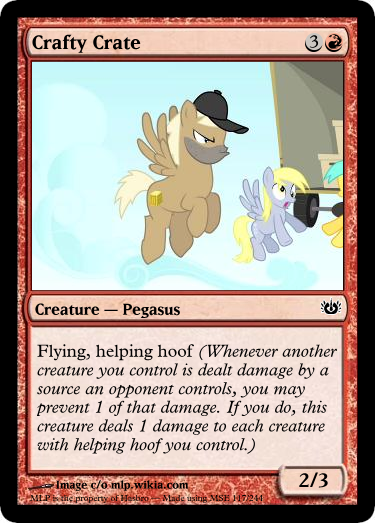 Crafty Crate 3
Creature — Pegasus
Flying, helping hoof (Whenever another
creature you control is dealt damage by a
source an opponent controls, you may
prevent 1 of that damage. If you do, this
creature deals 1 damage to each creature
with helping hoof you control.)
2/3
Image c/o mlp.wikia.com
MLP is the property of Hasbro — Made using MSE 117/244